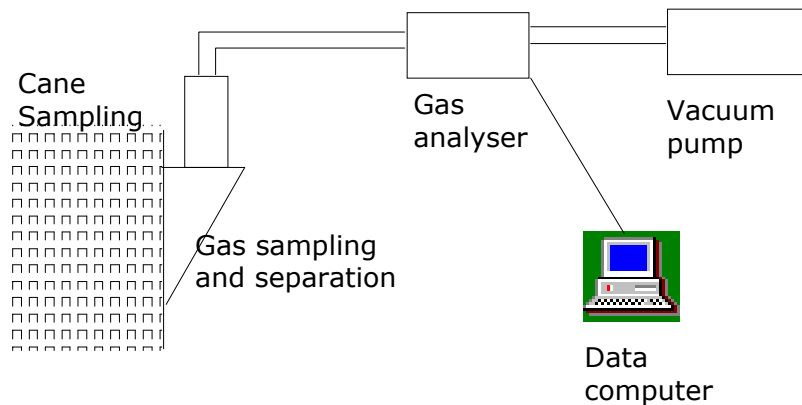 Cane
Sampling
Gas
analyser
Vacuum
pump
Gas sampling
and separation
Data
computer